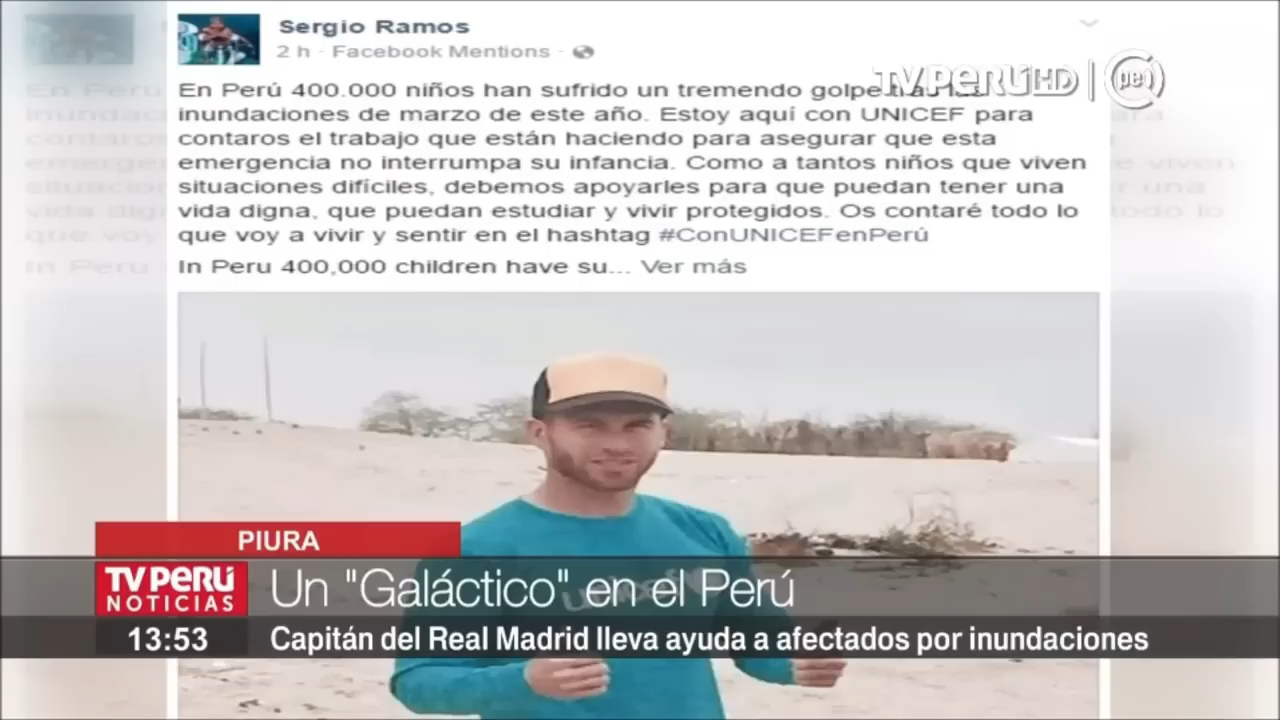 Sergio Ramos
2 h · Facebook Mentions ·
TVPERÚ HD | pe
En Perú 400.000 niños han sufrido un tremendo golpe tras las
inundaciones de marzo de este año. Estoy aquí con UNICEF para
contaros el trabajo que están haciendo para asegurar que esta
emergencia no interrumpa su infancia. Como a tantos niños que viven
situaciones difíciles, debemos apoyarles para que puedan tener una
vida digna, que puedan estudiar y vivir protegidos. Os contaré todo lo
que voy a vivir y sentir en el hashtag #ConUNICEFenPerú
In Peru 400,000 children have su... Ver más
unicef
PIURA
TVPERÚ
NOTICIAS
Un "Galáctico" en el Perú
13:53
Capitán del Real Madrid lleva ayuda a afectados por inundaciones